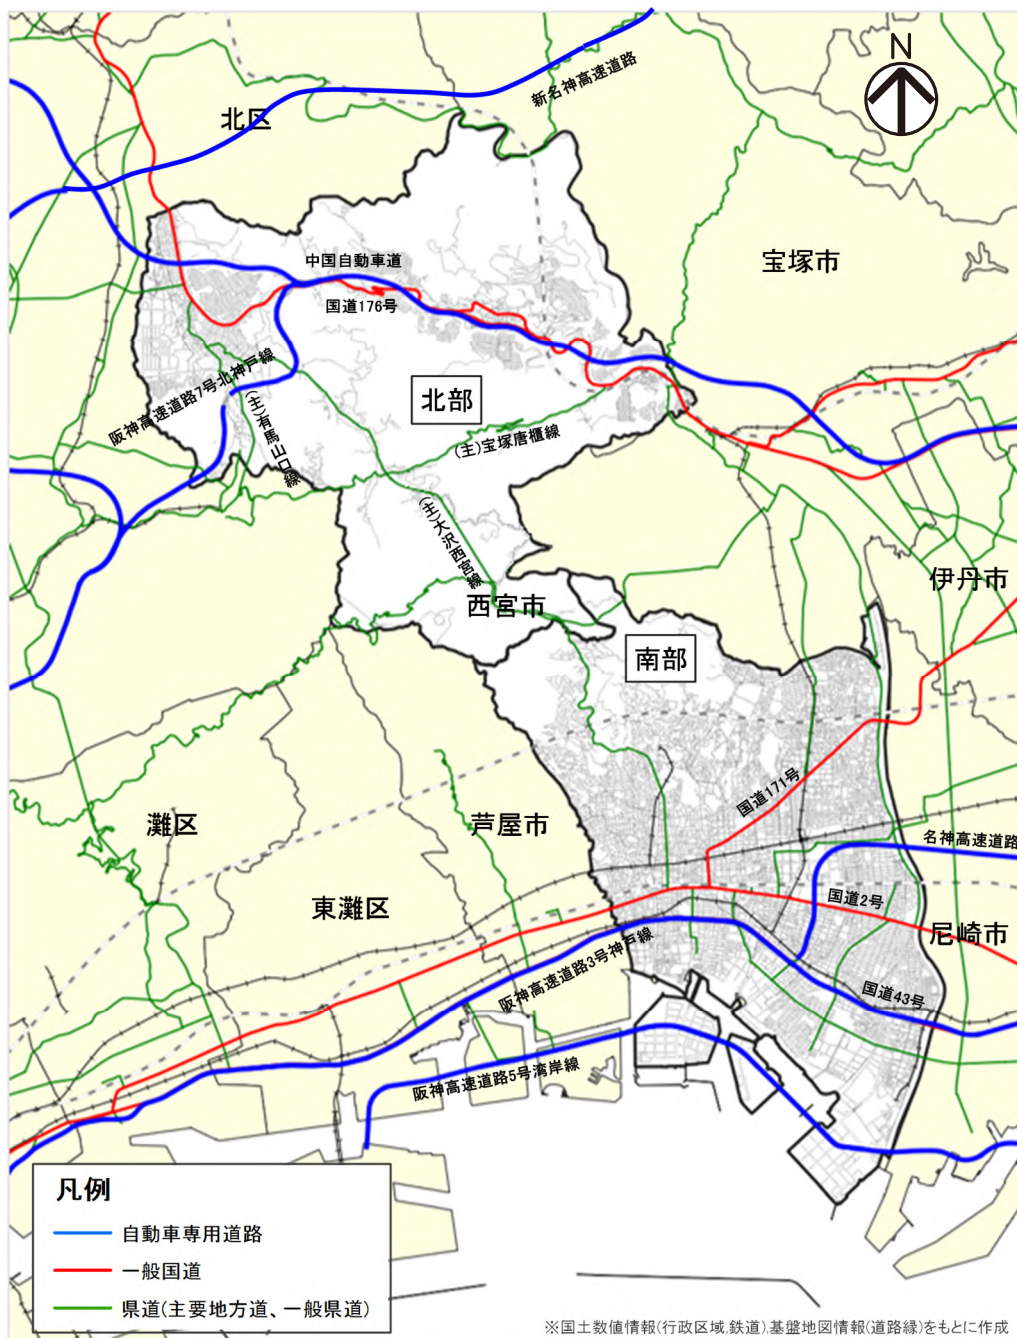 N
新名神高速道路
北区
宝塚市
中国自動車道
国道176号
阪神高速道路7号北神戸線
北部
(主)有馬山口線
(主)宝塚唐櫃線
(主)大沢西宮線
伊丹市
西宮市
南部
国道171号
灘区
芦屋市
名神高速道路
東灘区
国道2号
尼崎市
阪神高速道路3号神戸線
国道43号
阪神高速道路5号湾岸線
凡例
自動車専用道路
一般国道
県道(主要地方道、一般県道)
※国土数値情報(行政区域,鉄道),基盤地図情報(道路縁)をもとに作成